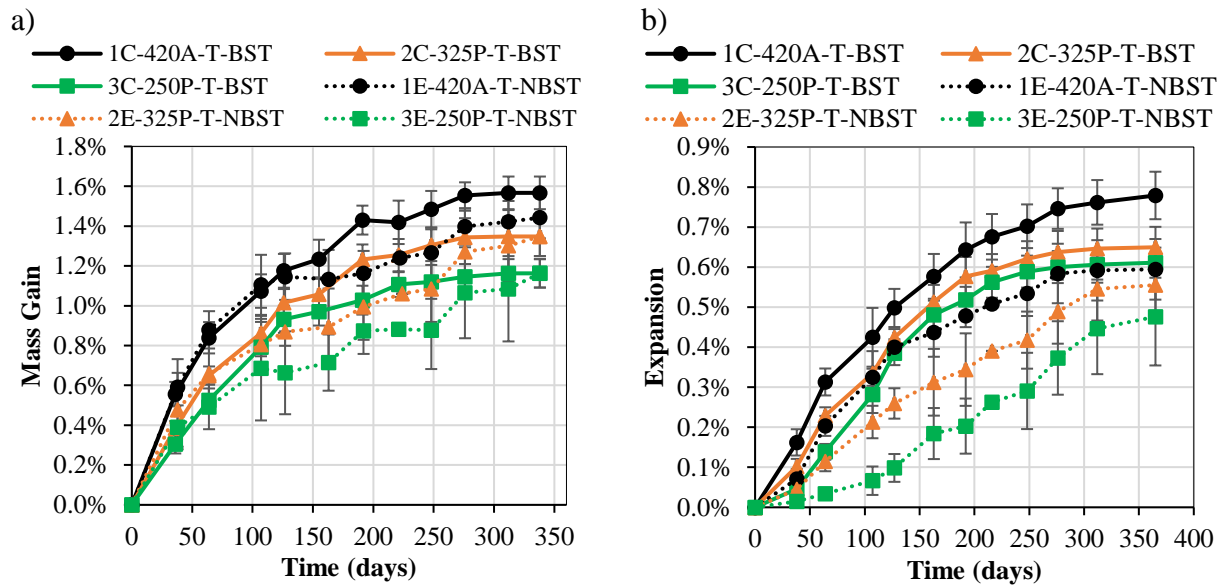 a)
1C-420A-T-BST 2C-325P-T-BST
3C-250P-T-BST 1E-420A-T-NBST
2E-325P-T-NBST 3E-250P-T-NBST
1.8%
1.6%
1.4%
1.2%
1.0%
0.8%
0.6%
0.4%
0.2%
0.0%
Mass Gain
0 50 100 150 200 250 300 350
Time (days)
b)
1C-420A-T-BST 2C-325P-T-BST
3C-250P-T-BST 1E-420A-T-NBST
2E-325P-T-NBST 3E-250P-T-NBST
0.9%
0.8%
0.7%
0.6%
0.5%
0.4%
0.3%
0.2%
0.1%
0.0%
Expansion
0 50 100 150 200 250 300 350 400
Time (days)